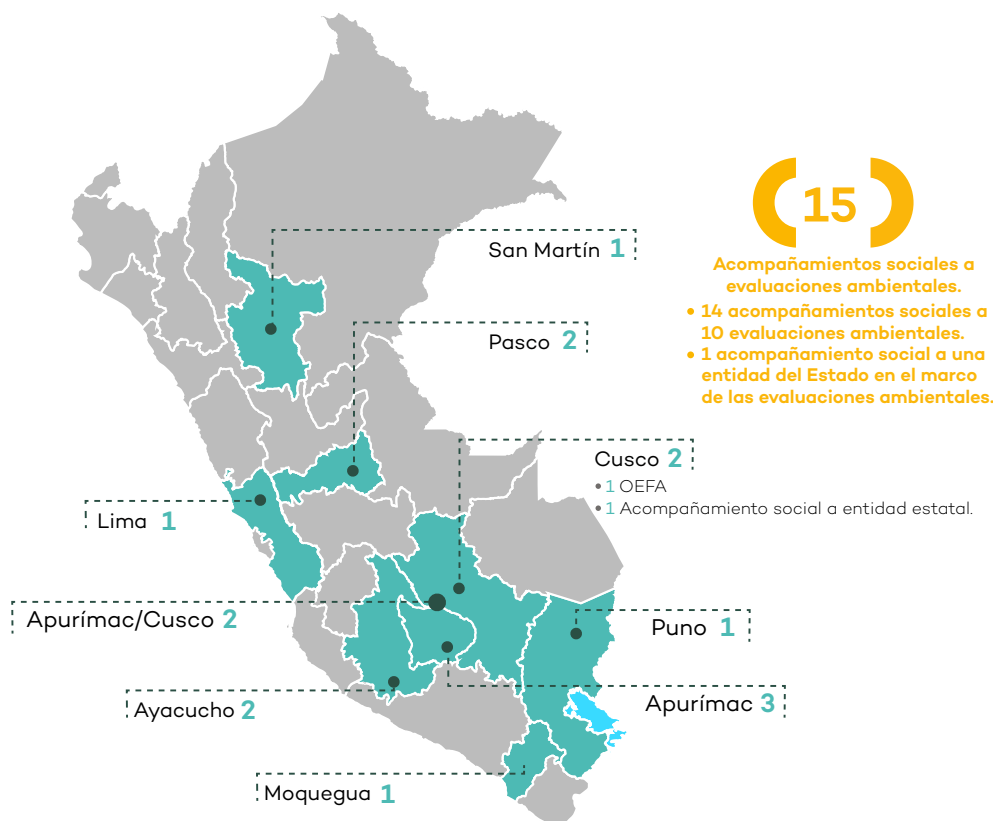 15
Acompañamientos sociales a
evaluaciones ambientales.
• 14 acompañamientos sociales a
10 evaluaciones ambientales.
• 1 acompañamiento social a una
entidad del Estado en el marco
de las evaluaciones ambientales.
San Martín 1
Pasco 2
Cusco 2
• 1 OEFA
• 1 Acompañamiento social a entidad estatal.
Lima 1
Apurímac/Cusco 2
Puno 1
Ayacucho 2
Apurímac 3
Moquegua 1